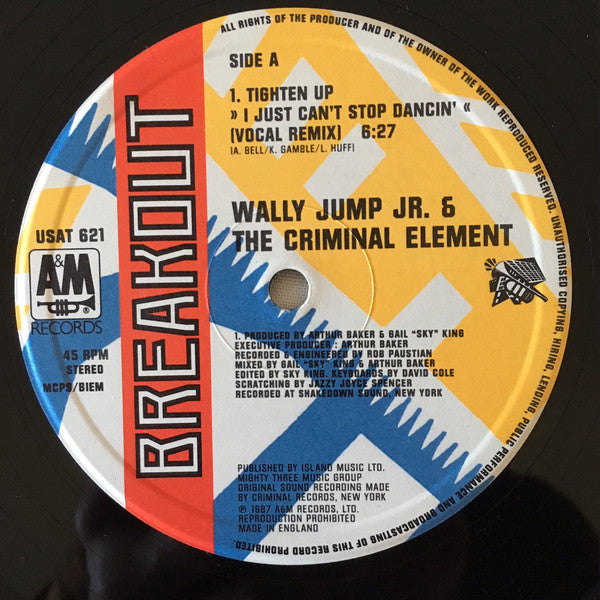 ALL RIGHTS OF THE PRODUCER AND OF THE OWNER OF THE WORK REPRODUCED RESERVED. UNAUTHORISED COPYING, HIRING, LENDING, PUBLIC PERFORMANCE AND BROADCASTING OF THIS RECORD PROHIBITED.
SIDE A
1. TIGHTEN UP
» I JUST CAN'T STOP DANCIN' «
(VOCAL REMIX) 6:27
(A. BELL/K. GAMBLE/L. HUFF)
BREAKOUT
USAT 621
A&M
RECORDS
45 RPM
STEREO
MCPS/BIEM
WALLY JUMP JR. &
THE CRIMINAL ELEMENT
1. PRODUCED BY ARTHUR BAKER & GAIL "SKY" KING
EXECUTIVE PRODUCER : ARTHUR BAKER
RECORDED & ENGINEERED BY ROB PAUSTIAN
MIXED BY GAIL "SKY" KING & ARTHUR BAKER
EDITED BY SKY KING. KEYBOARDS BY DAVID COLE
SCRATCHING BY JAZZY JOYCE SPENCER
RECORDED AT SHAKEDOWN SOUND, NEW YORK
PUBLISHED BY ISLAND MUSIC LTD.
MIGHTY THREE MUSIC GROUP
ORIGINAL SOUND RECORDING MADE
BY CRIMINAL RECORDS, NEW YORK
℗ 1987 A&M RECORDS, LTD.
REPRODUCTION PROHIBITED
MADE IN ENGLAND